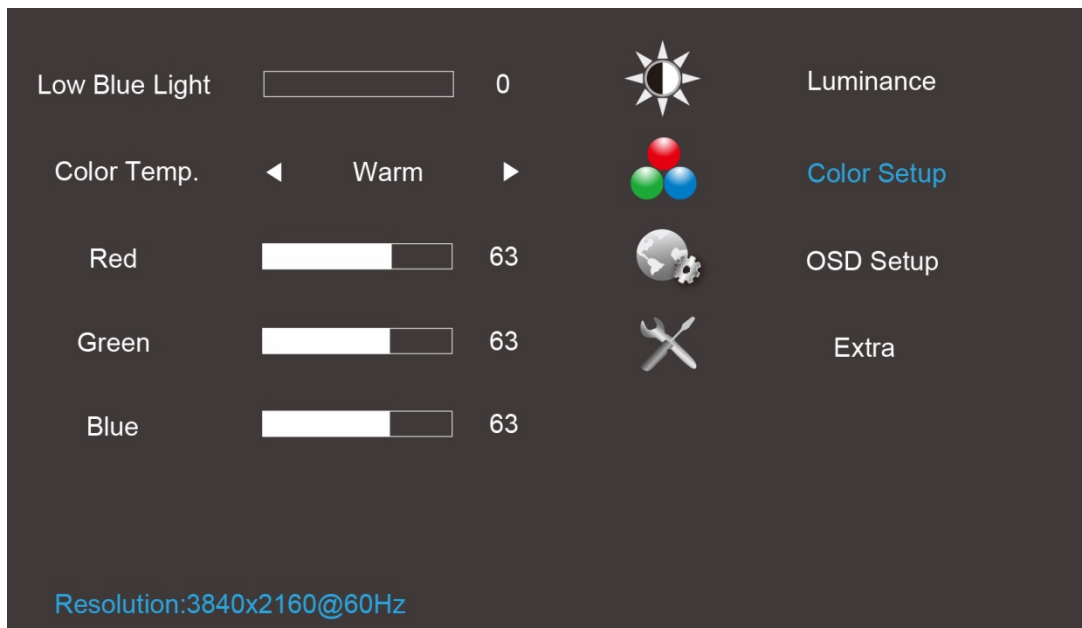 Low Blue Light 0 Luminance
Color Temp. Warm Color Setup
Red 63 OSD Setup
Green 63 Extra
Blue 63
Resolution:3840x2160@60Hz